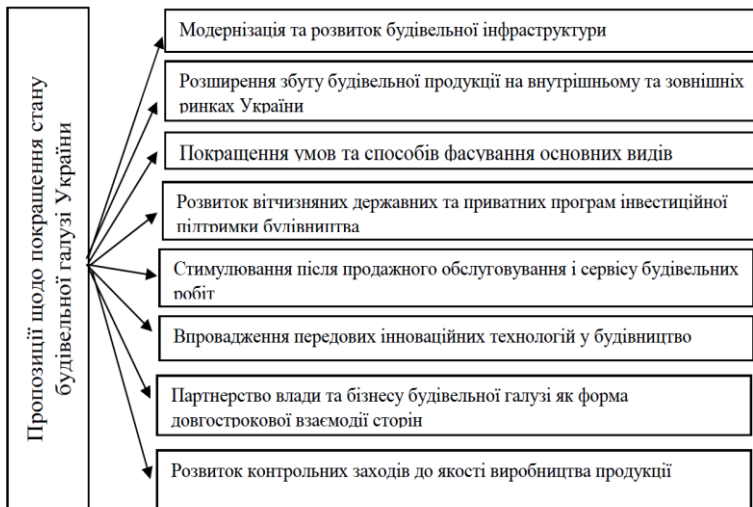 Пропозиції щодо покращення стану
будівельної галузі України
Модернізація та розвиток будівельної інфраструктури
Розширення збуту будівельної продукції на внутрішньому та зовнішніх
ринках України
Покращення умов та способів фасування основних видів
Розвиток вітчизняних державних та приватних програм інвестиційної
підтримки будівництва
Стимулювання після продажного обслуговування і сервісу будівельних
робіт
Впровадження передових інноваційних технологій у будівництво
Партнерство влади та бізнесу будівельної галузі як форма
довгострокової взаємодії сторін
Розвиток контрольних заходів до якості виробництва продукції